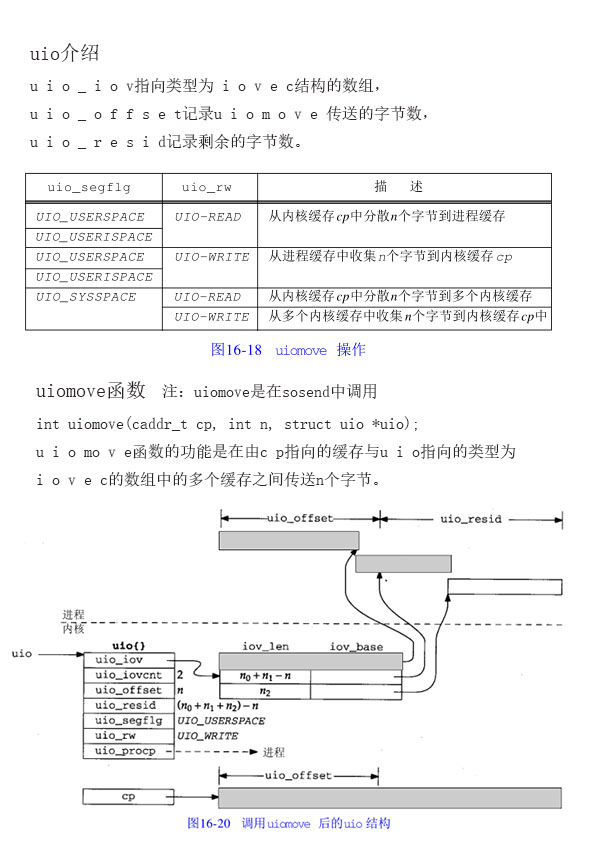 uio介绍
u i o _ i o v指向类型为 i o v e c结构的数组,
u i o _ o f f s e t记录u i o m o v e 传送的字节数,
u i o _ r e s i d记录剩余的字节数。
uio_segflg uio_rw 描 述
UIO_USERSPACE UIO-READ 从内核缓存cp中分散n个字节到进程缓存
UIO_USERISPACE
UIO_USERSPACE UIO-WRITE 从进程缓存中收集n个字节到内核缓存cp
UIO_USERISPACE
UIO_SYSSPACE UIO-READ 从内核缓存cp中分散n个字节到多个内核缓存
UIO-WRITE 从多个内核缓存中收集n个字节到内核缓存cp中
图16-18 uiomove 操作
uiomove函数 注: uiomove是在sosend中调用
int uiomove(caddr_t cp, int n, struct uio *uio);
u i o mo v e函数的功能是在由c p指向的缓存与u i o指向的类型为
i o v e c的数组中的多个缓存之间传送n个字节。
uio_offset uio_resid
进程
内核
uio{} iov_len iov_base
uio
uio_iov
uio_iovcnt 2 n0+n1-n
uio_offset n n2
uio_resid (n0+n1+n2)-n
uio_segflg UIO_USERSPACE
uio_rw UIO_WRITE
uio_procp 进程
uio_offset
cp
图16-20 调用uiomove 后的uio 结构